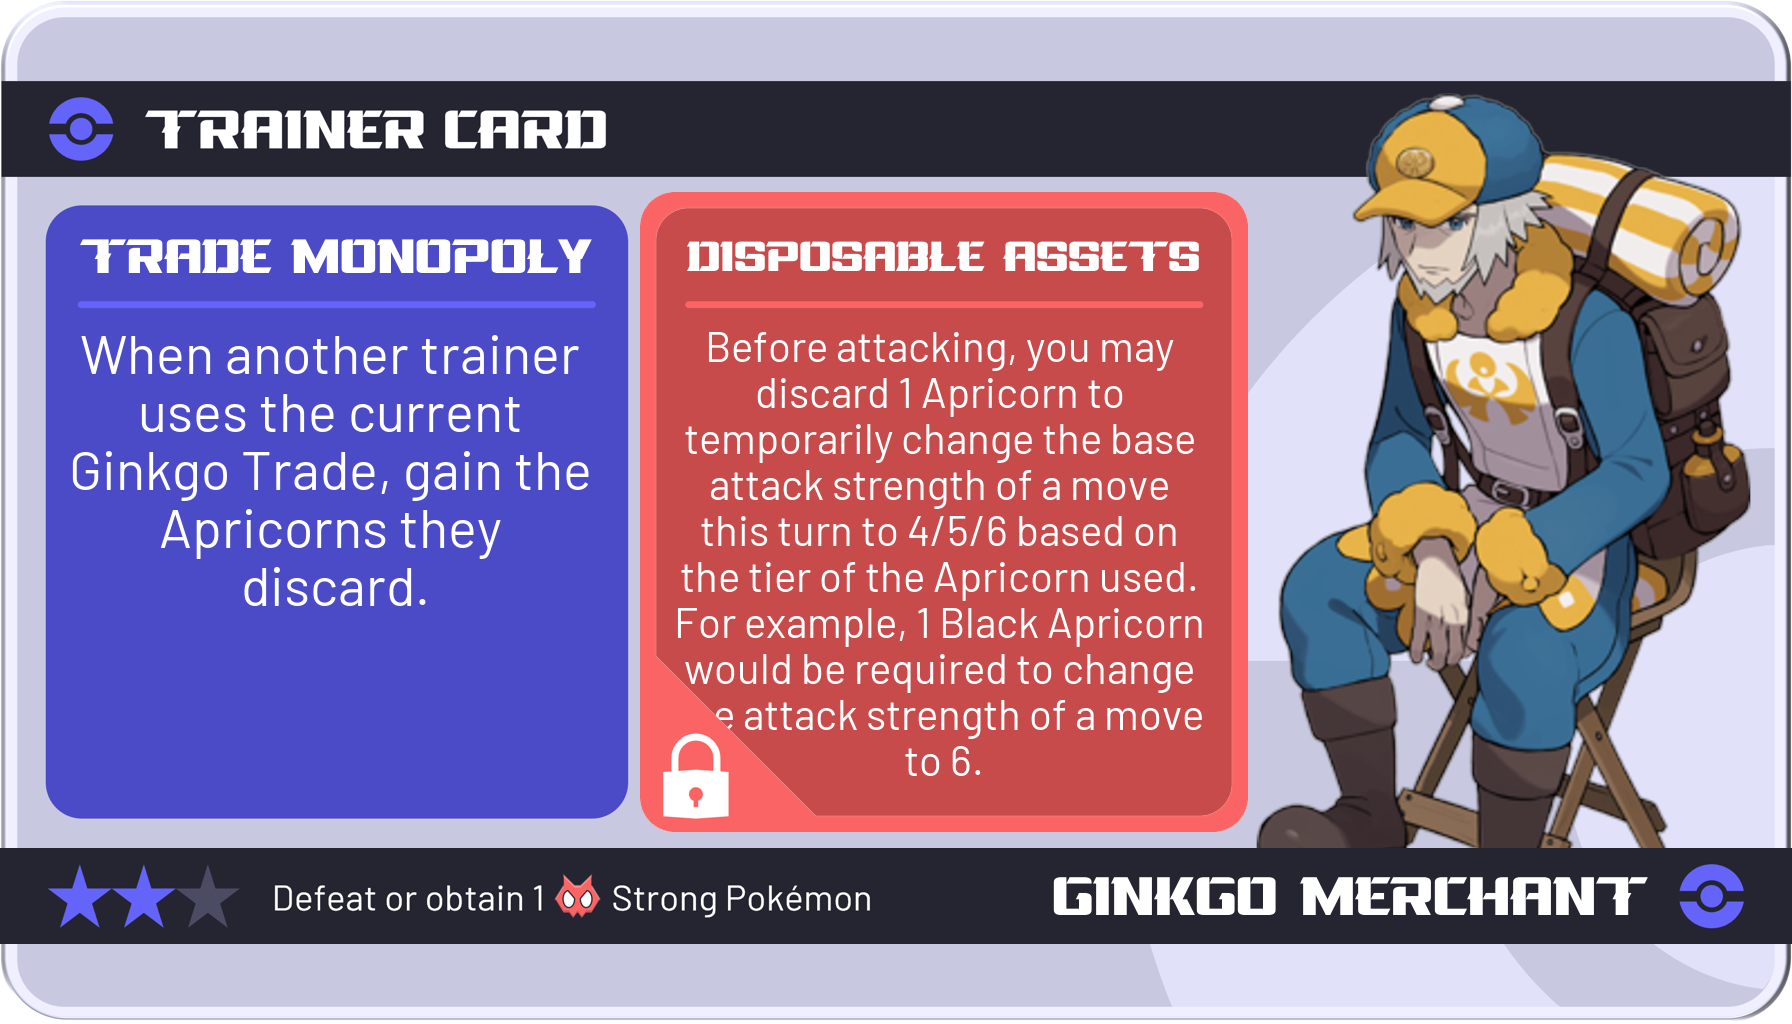 TRAINER CARD
TRADE MONOPOLY
When another trainer
uses the current
Ginkgo Trade, gain the
Apricorns they
discard.
DISPOSABLE ASSETS
Before attacking, you may
discard 1 Apricorn to
temporarily change the base
attack strength of a move
this turn to 4/5/6 based on
the tier of the Apricorn used.
For example, 1 Black Apricorn
would be required to change
e attack strength of a move
to 6.
Defeat or obtain 1 Strong Pokémon
GINKGO MERCHANT